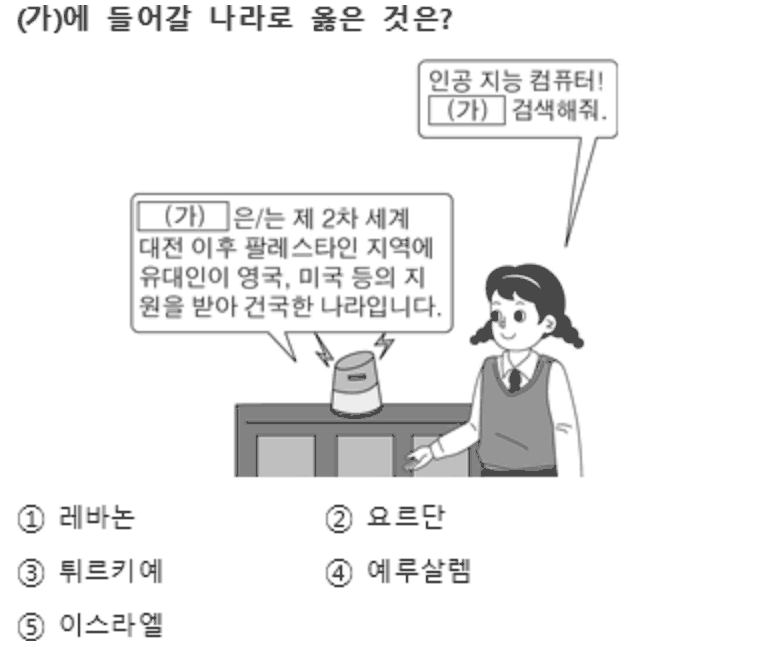 (가)에 들어갈 나라로 옳은 것은?
인공 지능 컴퓨터!
(가) 검색해줘.
(가) 은/는 제 2차 세계
대전 이후 팔레스타인 지역에
유대인이 영국, 미국 등의 지
원을 받아 건국한 나라입니다.
① 레바논
② 요르단
③ 튀르키예
④ 예루살렘
⑤ 이스라엘